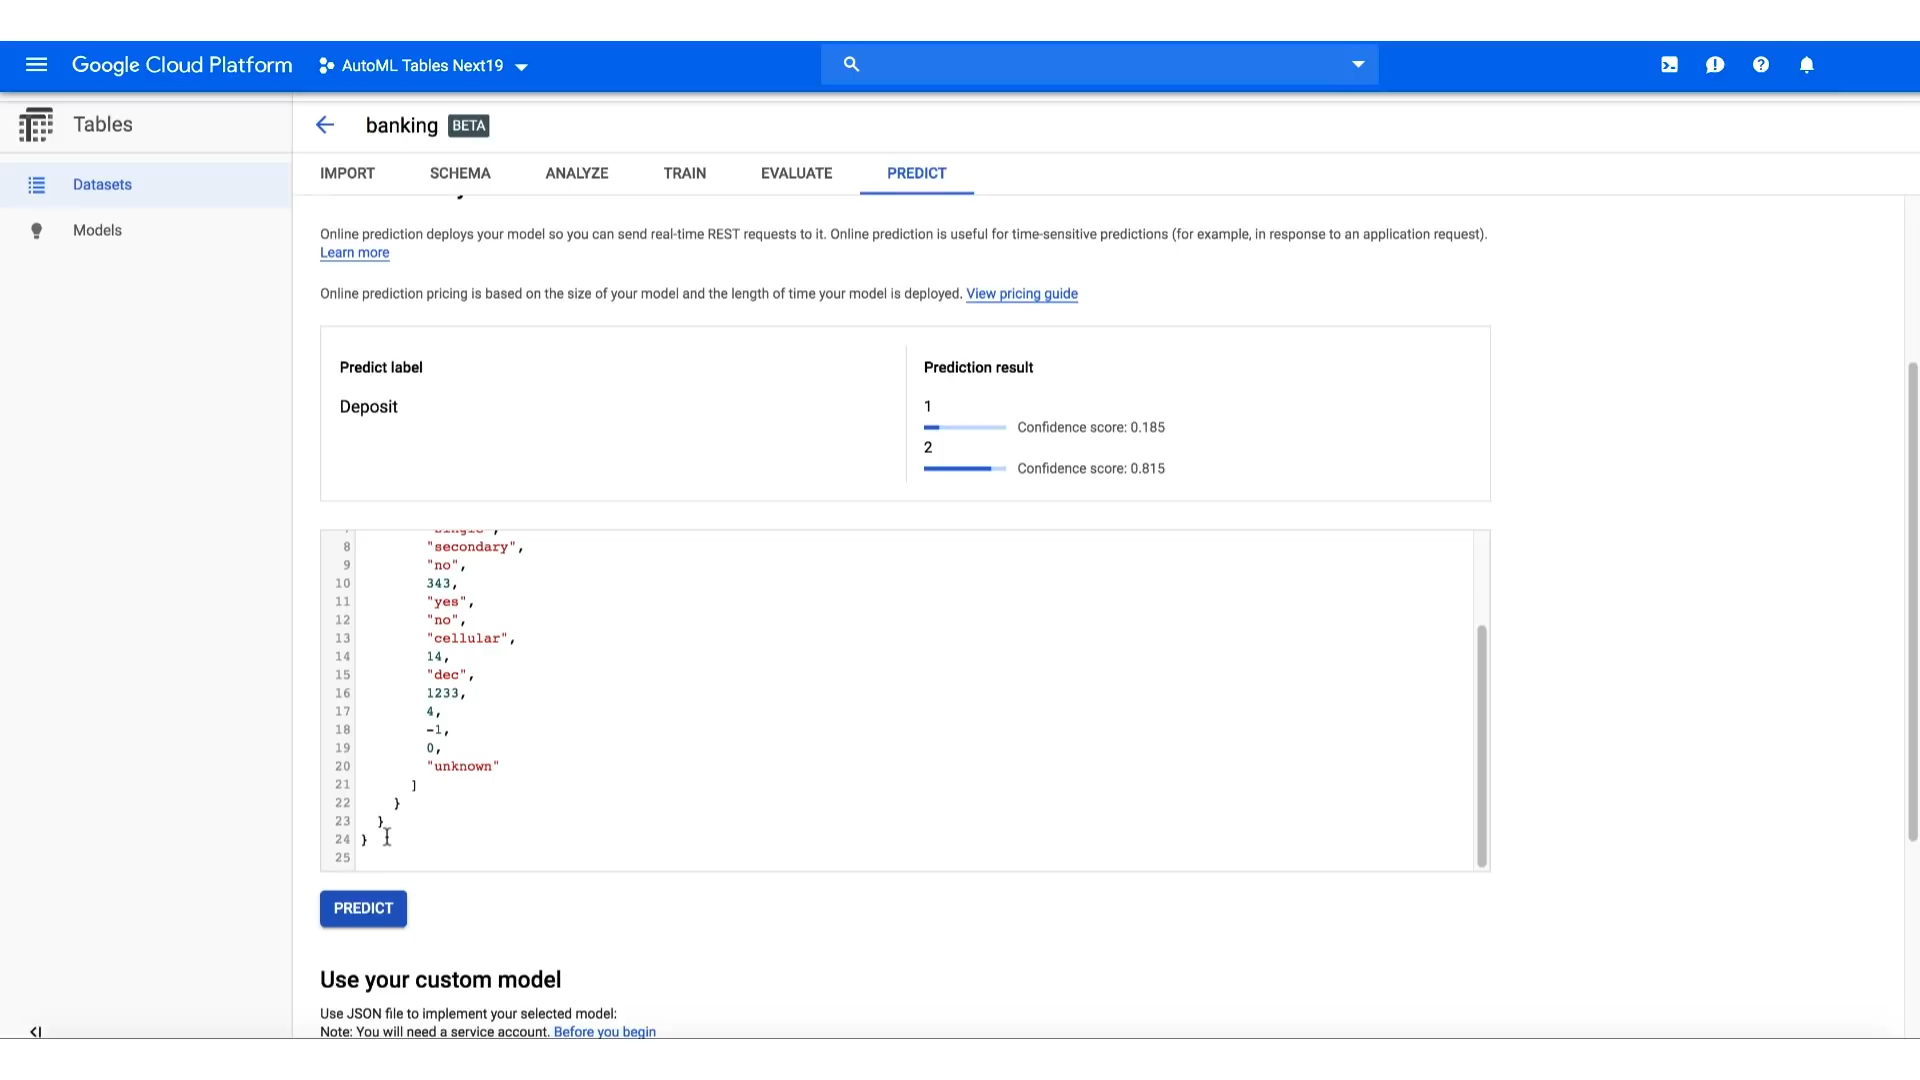 Google Cloud Platform
AutoML Tables Next19
Tables
banking BETA
IMPORT SCHEMA ANALYZE TRAIN EVALUATE PREDICT
Datasets
Models
Online prediction deploys your model so you can send real-time REST requests to it. Online prediction is useful for time-sensitive predictions (for example, in response to an application request).
Learn more
Online prediction pricing is based on the size of your model and the length of time your model is deployed. View pricing guide
Predict label
Deposit
Prediction result
1
Confidence score: 0.185
2
Confidence score: 0.815
8 "secondary",
9 "no",
10 343,
11 "yes",
12 "no",
13 "cellular",
14 14,
15 "dec",
16 1233,
17 4,
18 -1,
19 0,
20 "unknown"
21 ]
22 }
23 }
24 }
25
PREDICT
Use your custom model
Use JSON file to implement your selected model:
Note: You will need a service account. Before you begin